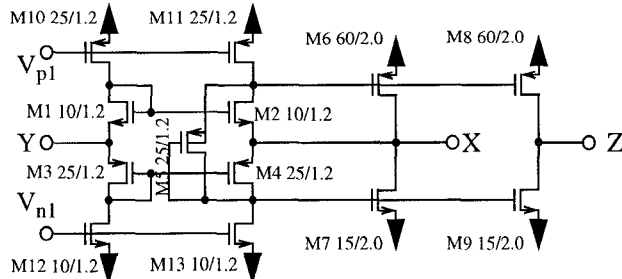 M10 25/1.2 M11 25/1.2
M6 60/2.0 M8 60/2.0
Vp1
M1 10/1.2 M2 10/1.2
Y M5 25/1.2 X Z
M3 25/1.2 M4 25/1.2
Vn1
M7 15/2.0 M9 15/2.0
M12 10/1.2 M13 10/1.2